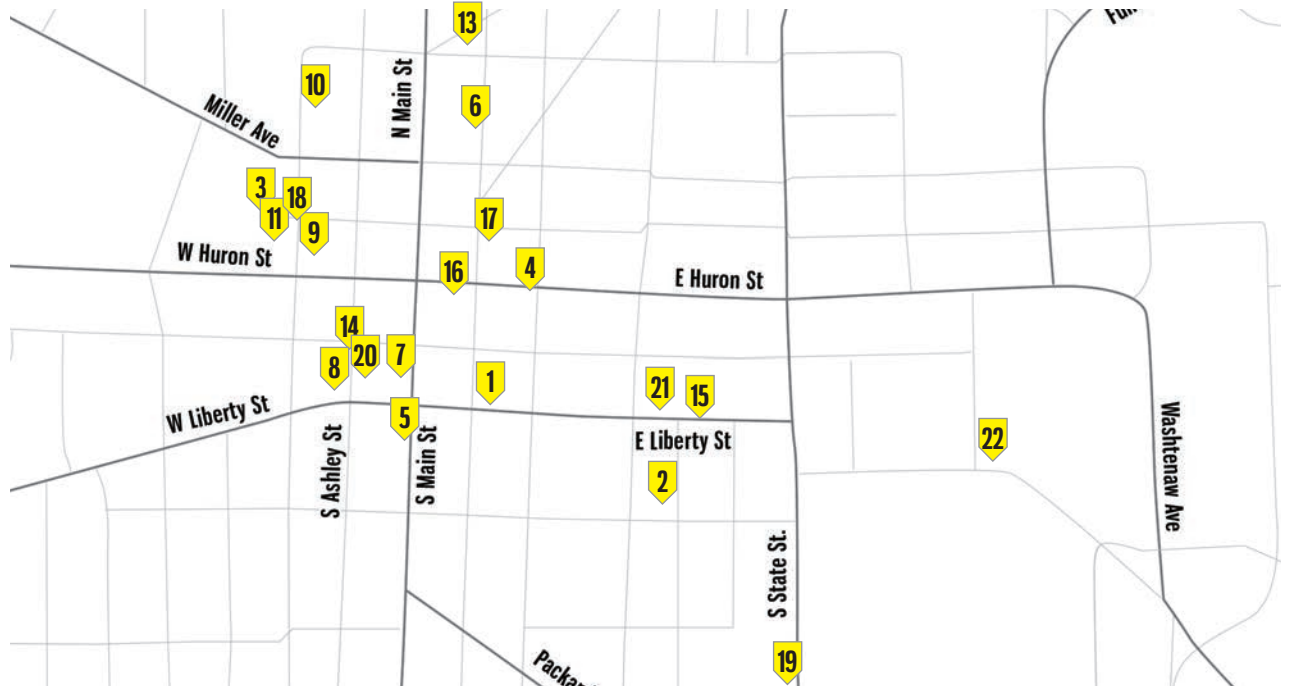 13
10
N Main St
6
Miller Ave
3
18
11
9
17
W Huron St
16
4
E Huron St
14
20
7
8
1
21
15
W Liberty St
5
E Liberty St
22
Washtenaw Ave
S Ashley St
S Main St
2
S State St.
19